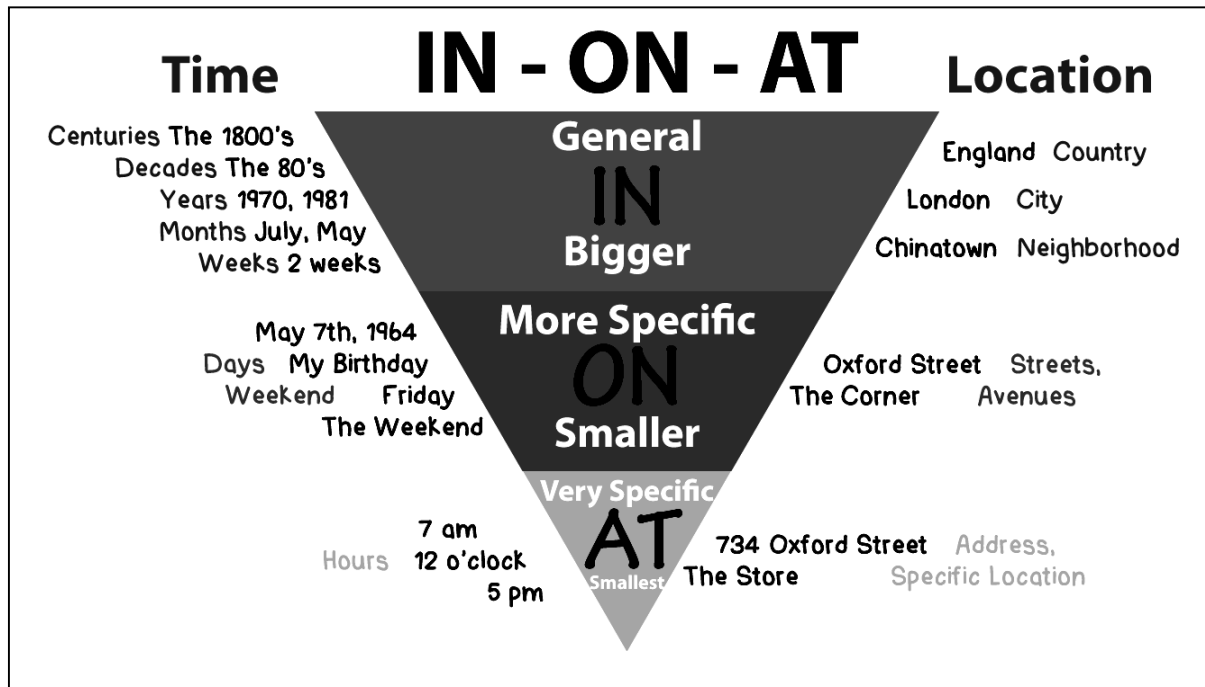 Time
IN - ON - AT
Location
Centuries The 1800's
Decades The 80's
Years 1970, 1981
Months July, May
Weeks 2 weeks
General
IN
Bigger
England Country
London City
Chinatown Neighborhood
May 7th, 1964
Days My Birthday
Weekend Friday
The Weekend
More Specific
ON
Smaller
Oxford Street Streets,
The Corner Avenues
7 am
Hours 12 o'clock
5 pm
Very Specific
AT
Smallest
734 Oxford Street Address,
The Store Specific Location